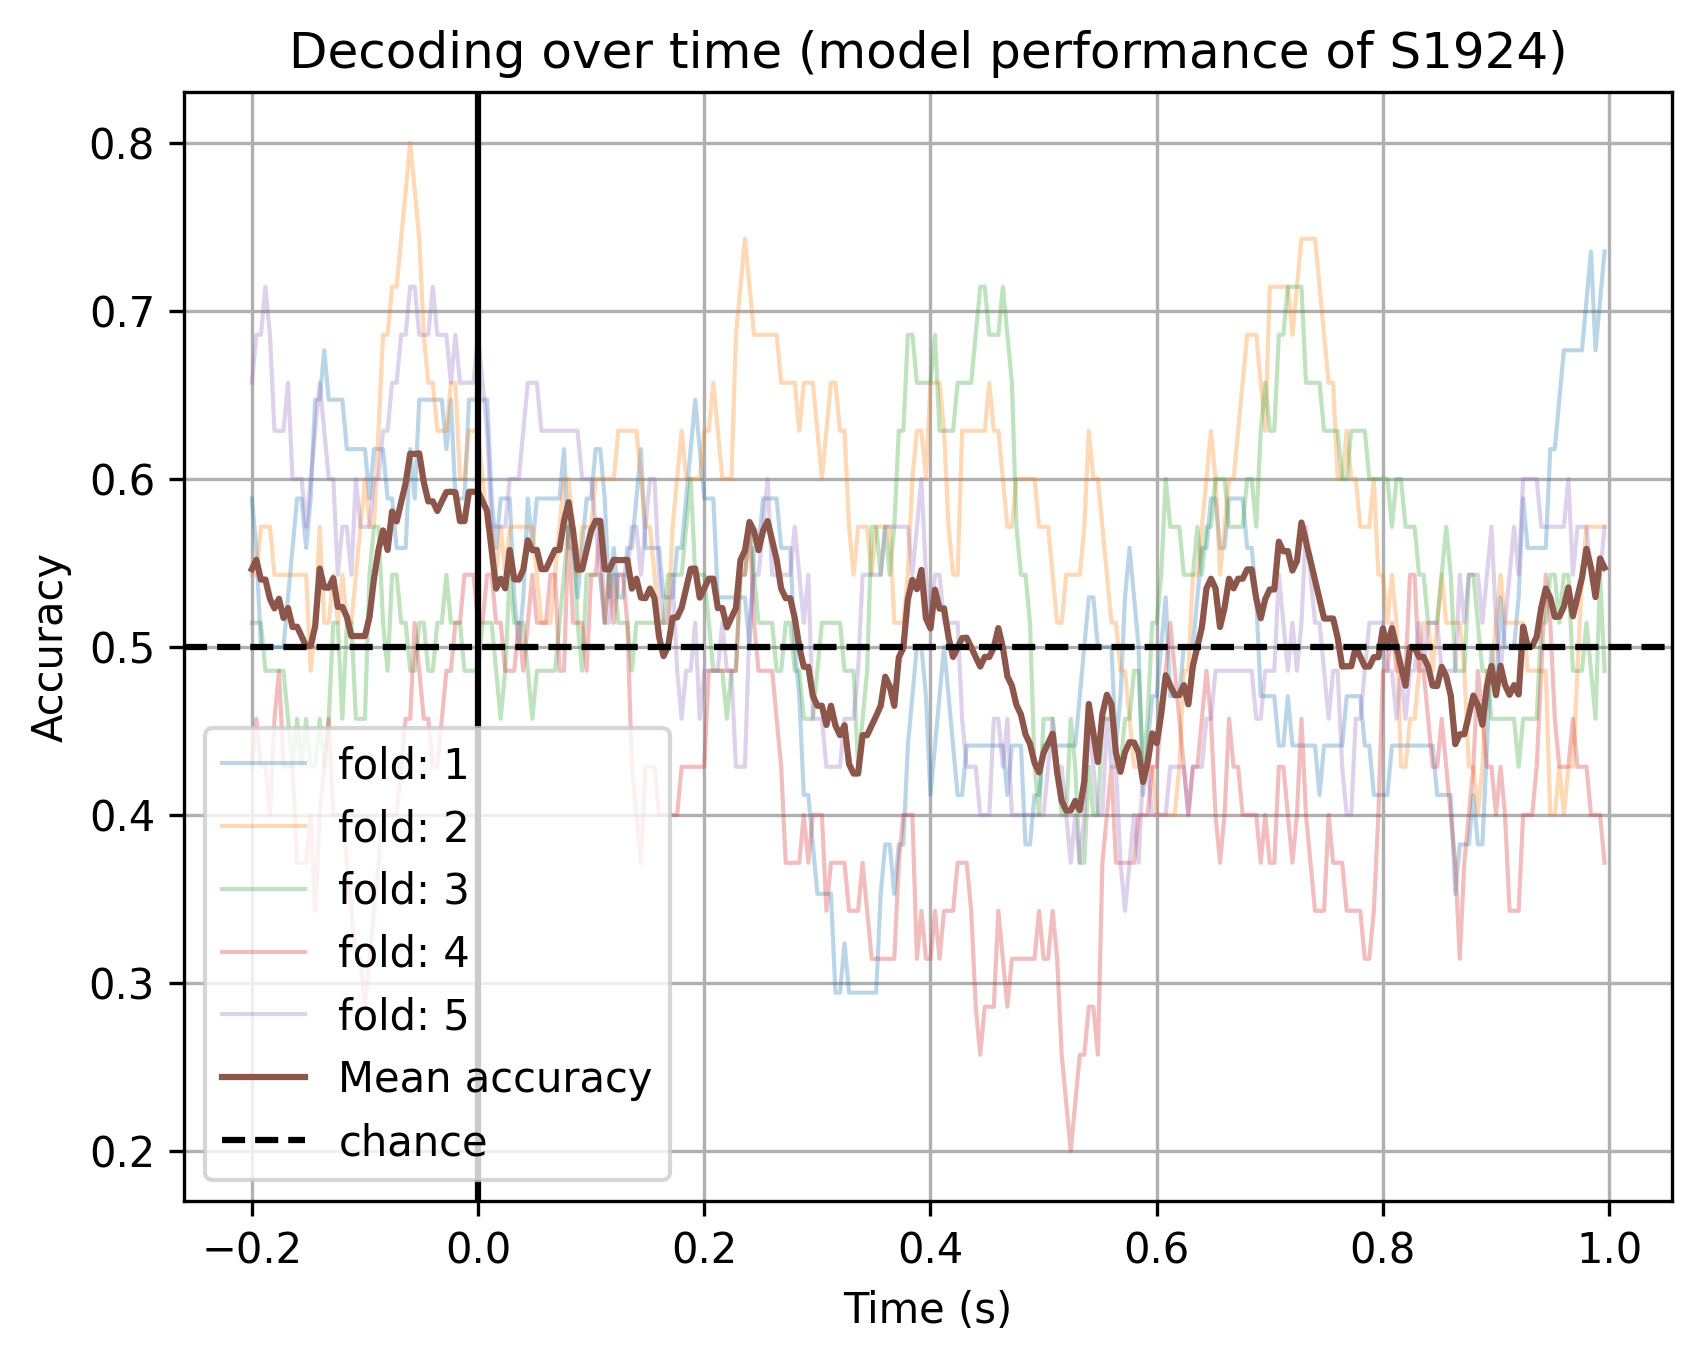 Decoding over time (model performance of S1924)
Accuracy
0.8
0.7
0.6
0.5
0.4
0.3
0.2
fold: 1
fold: 2
fold: 3
fold: 4
fold: 5
Mean accuracy
chance
−0.2 0.0 0.2 0.4 0.6 0.8 1.0
Time (s)